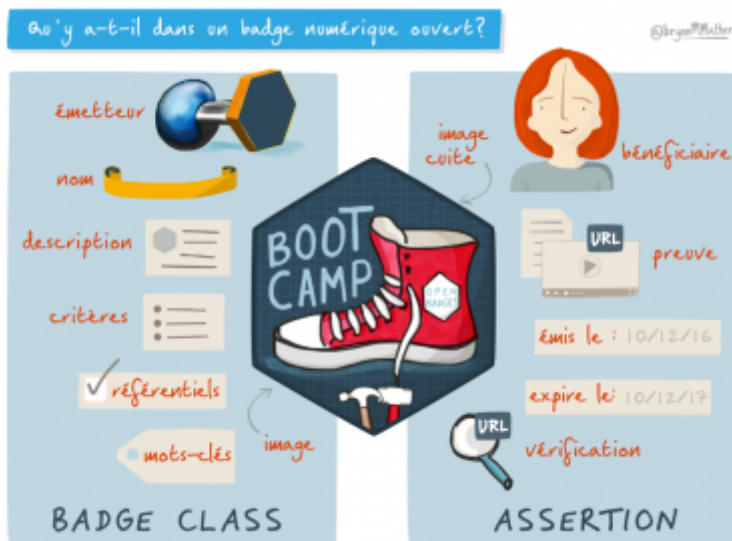 Qu'y a-t-il dans un badge numérique ouvert?
@bryanMMathers
émetteur
nom
description
critères
référentiels
mots-clés
image
BADGE CLASS
BOOT
CAMP
OPEN
BADGES
image
cuite
bénéficiaire
URL
preuve
émis le : 10/12/16
expire le: 10/12/17
URL
vérification
ASSERTION